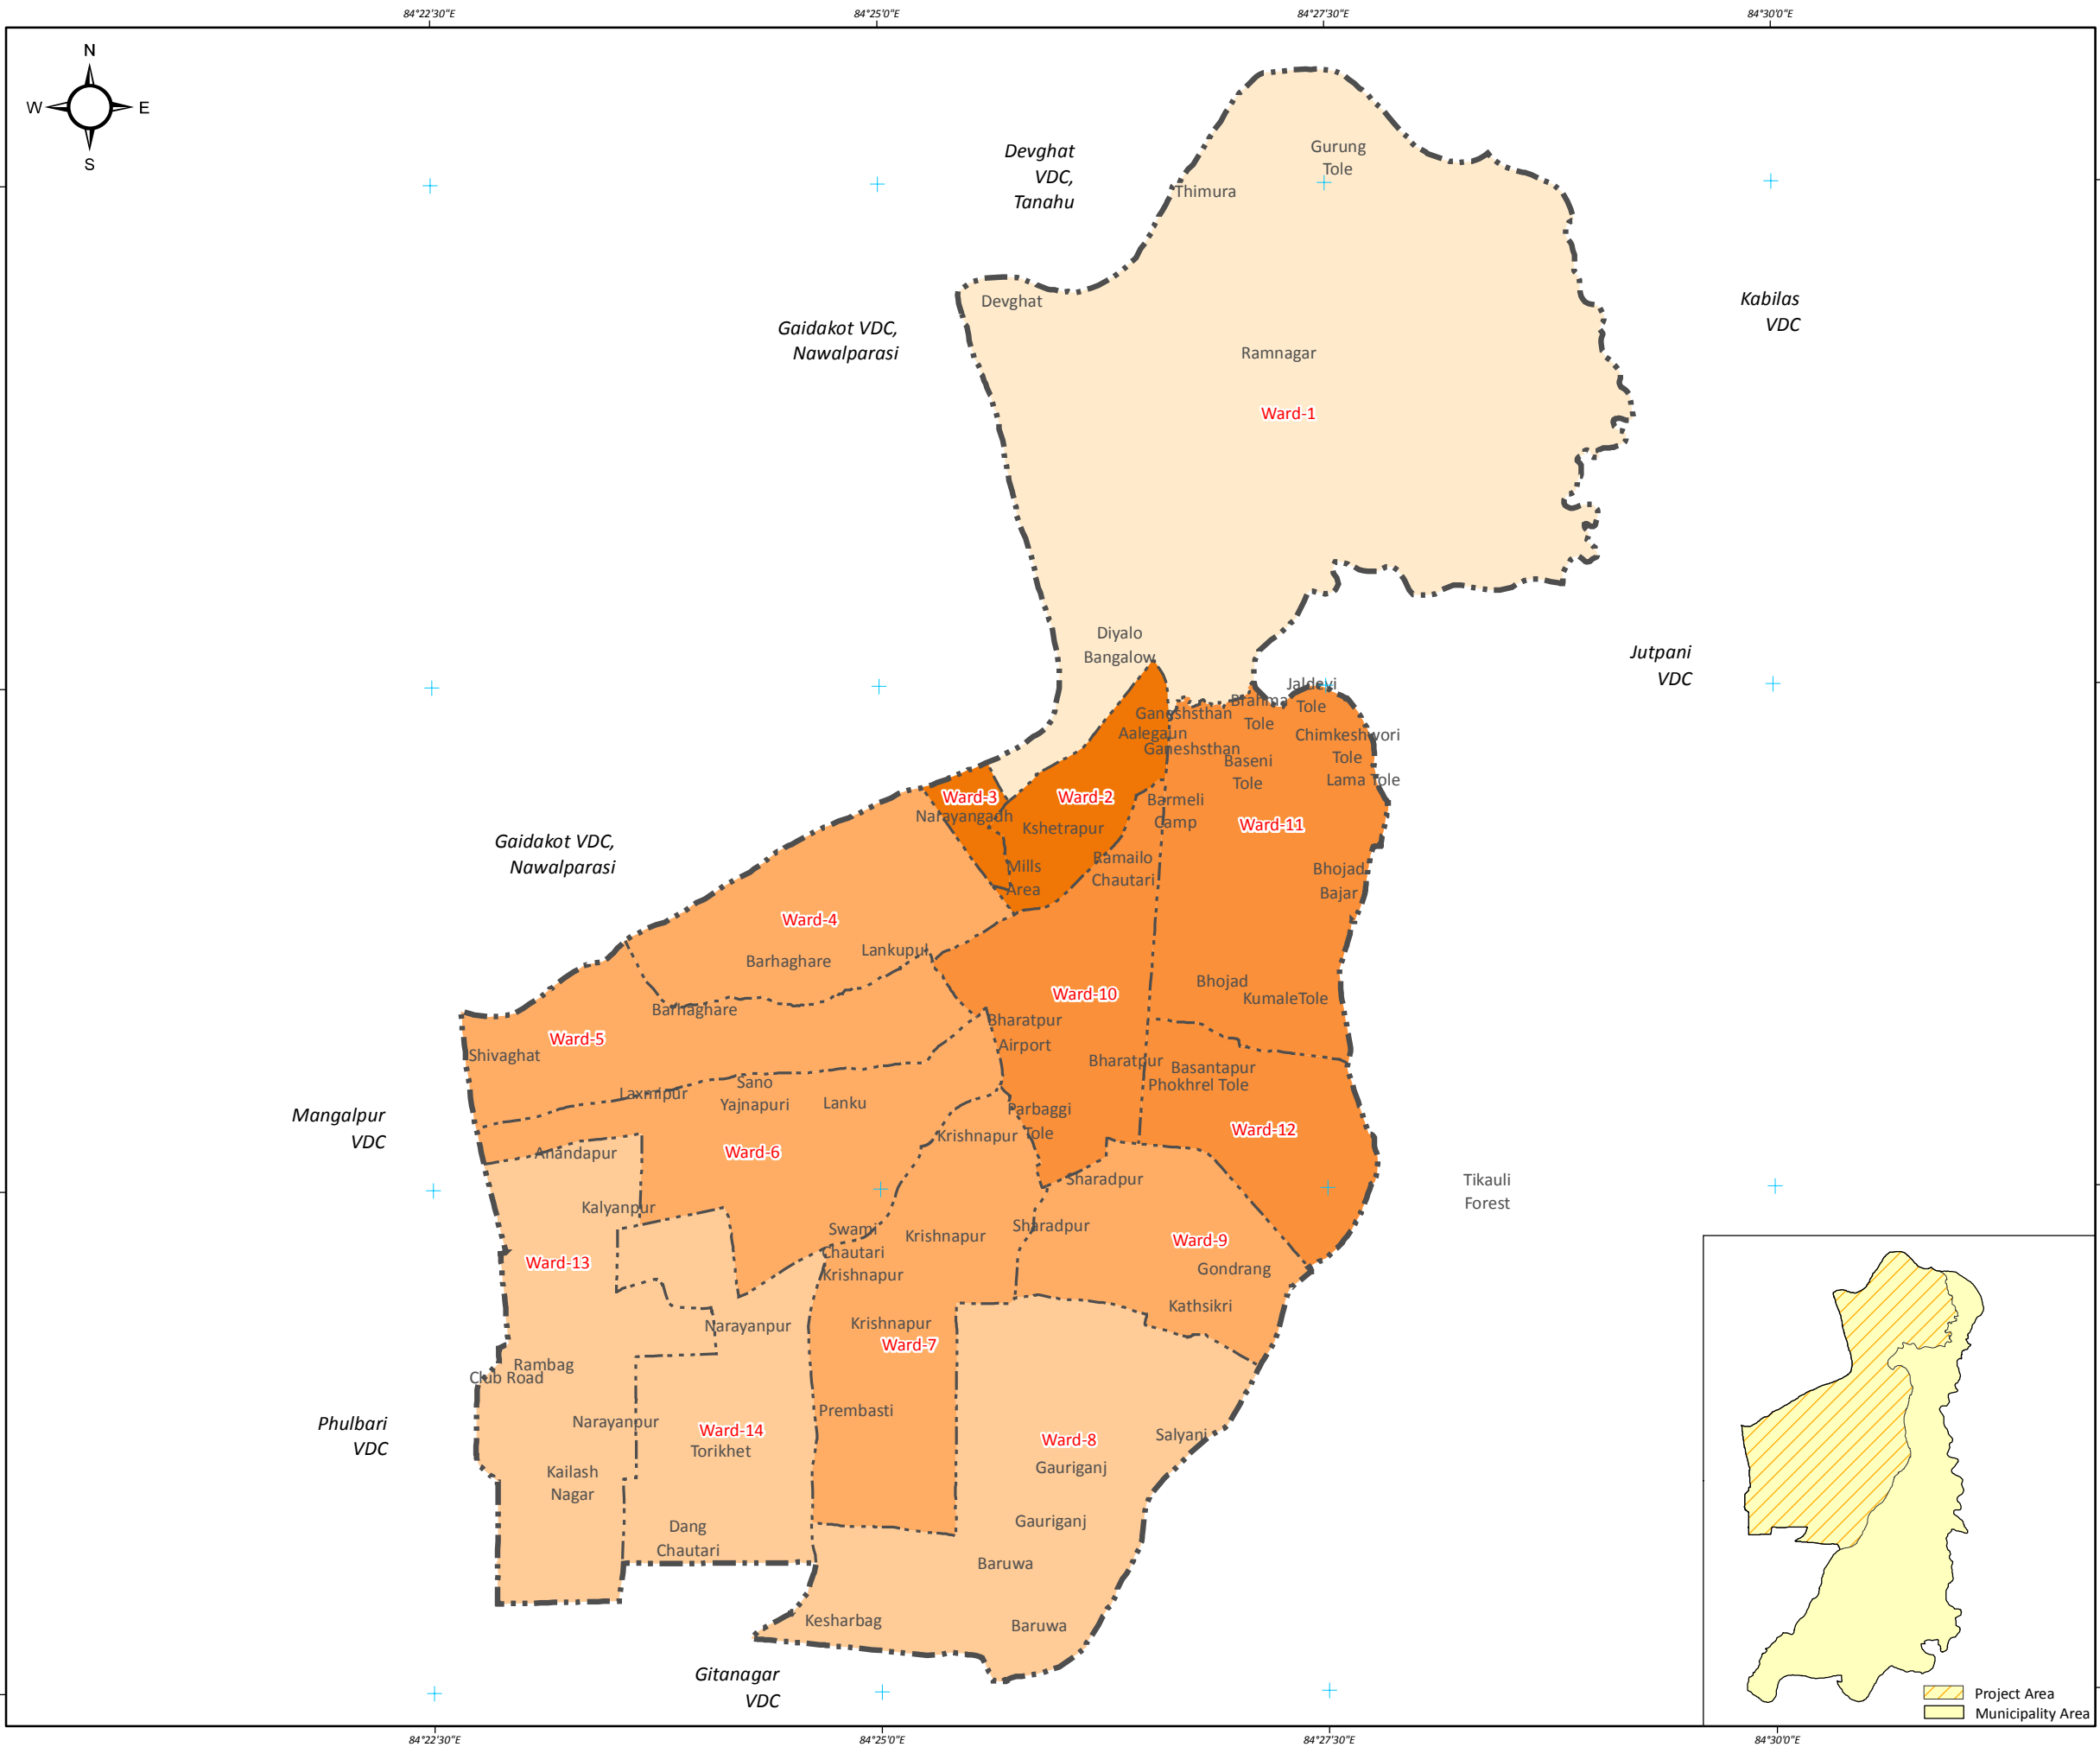 84°22'30"E
84°25'0"E
84°27'30"E
84°30'0"E
N
W
E
S
Devghat
VDC,
Tanahu
Gurung
Tole
Thimura
Devghat
Gaidakot VDC,
Nawalparasi
Kabilas
VDC
Ramnagar
Ward-1
Diyalo
Bangalow
Jutpani
VDC
Jaldevi
Tole
Brahma
Tole
Ganeshsthan
Aalegaun
Ganeshsthan
Chimkeshwori
Tole
Baseni
Tole
Lama Tole
Ward-3
Narayangadh
Ward-2
Kshetrapur
Barmeli
Camp
Ward-11
Gaidakot VDC,
Nawalparasi
Mills
Area
Ramailo
Chautari
Bhojad
Bajar
Ward-4
Lankupul
Barhaghare
Ward-10
Bhojad
KumaleTole
Barhaghare
Bharatpur
Airport
Ward-5
Shivaghat
Bharatpur
Basantapur
Phokhrel Tole
Laxmipur
Sano
Yajnapuri
Lanku
Parbaggi
Tole
Mangalpur
VDC
Krishnapur
Ward-12
Anandapur
Ward-6
Sharadpur
Tikauli
Forest
Kalyanpur
Swami
Chautari
Krishnapur
Krishnapur
Sharadpur
Ward-9
Gondrang
Ward-13
Kathsikri
Narayanpur
Krishnapur
Ward-7
Rambag
Club Road
Phulbari
VDC
Narayanpur
Prembasti
Ward-14
Torikhet
Ward-8
Salyani
Gauriganj
Kailash
Nagar
Gauriganj
Dang
Chautari
Baruwa
Kesharbag
Baruwa
Gitanagar
VDC
Project Area
Municipality Area
84°22'30"E
84°25'0"E
84°27'30"E
84°30'0"E